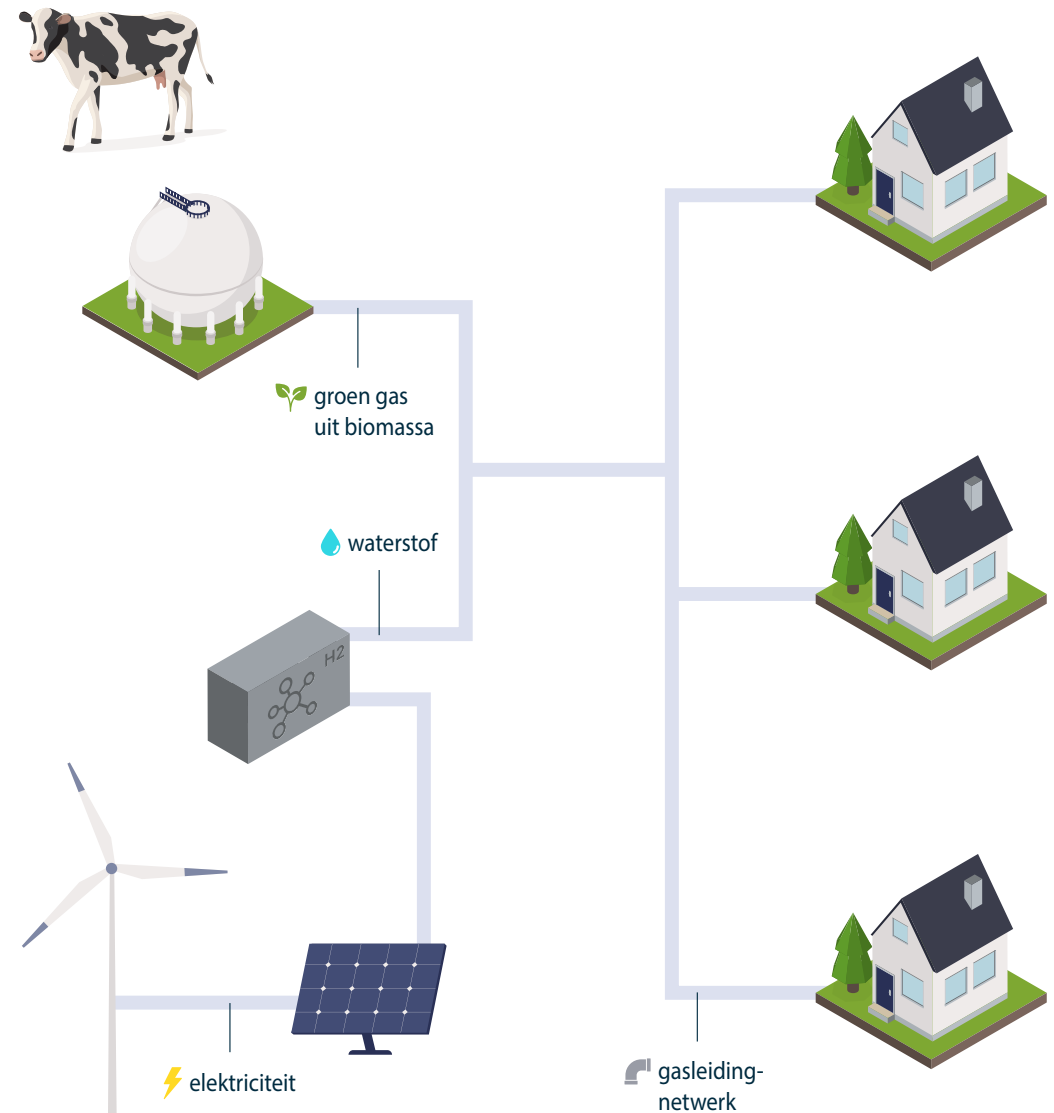 groen gas
uit biomassa
waterstof
H2
elektriciteit
gasleiding-
netwerk